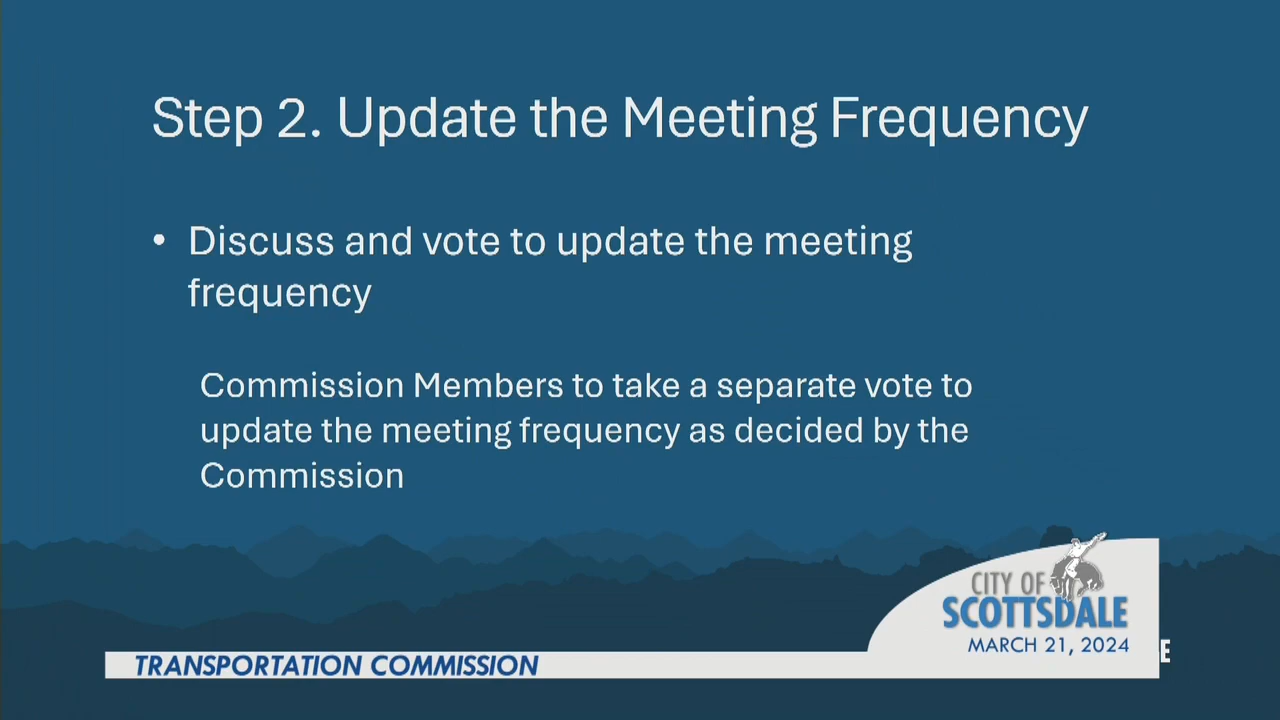 Step 2. Update the Meeting Frequency
• Discuss and vote to update the meeting
frequency
Commission Members to take a separate vote to
update the meeting frequency as decided by the
Commission
CITY OF
SCOTTSDALE
MARCH 21, 2024
TRANSPORTATION COMMISSION